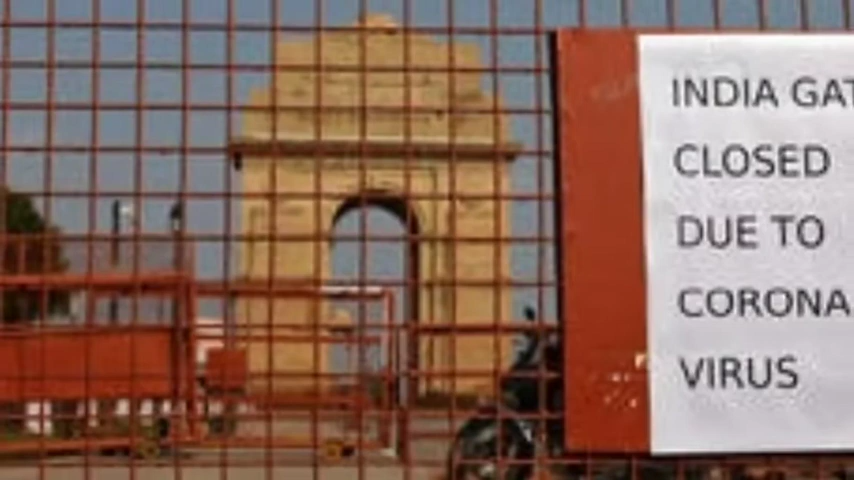 INDIA GAT
CLOSED
DUE TO
CORONA
VIRUS